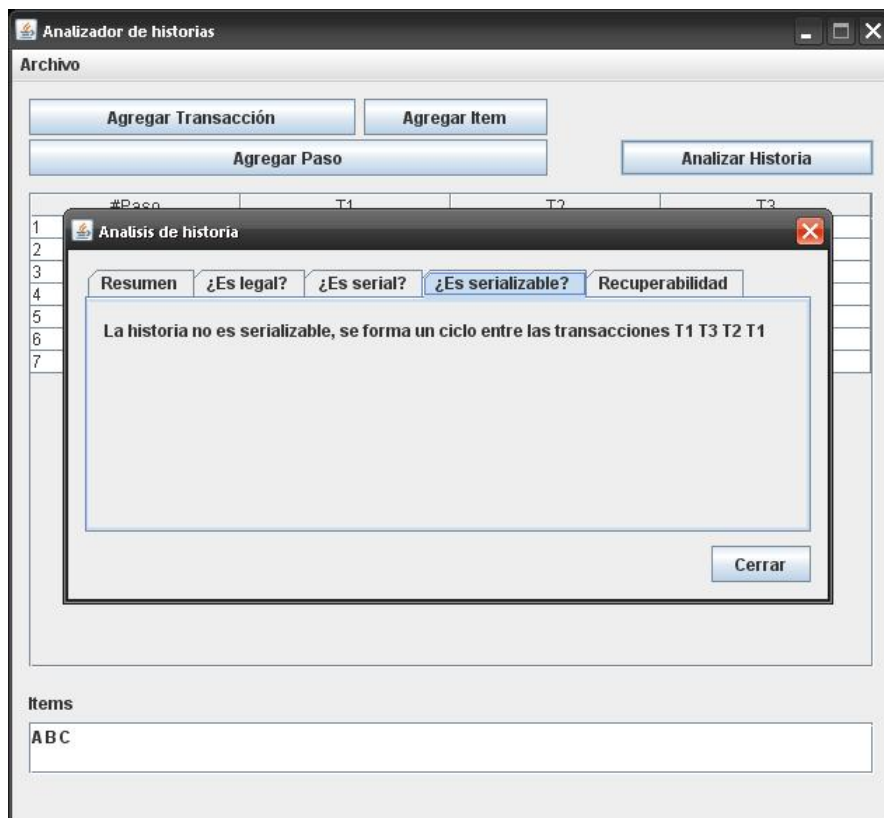 Analizador de historias
Archivo
Agregar Transacción Agregar Item
Agregar Paso Analizar Historia
#Paso T1 T2 T3
1
Analisis de historia
2
3
Resumen ¿Es legal? ¿Es serial? ¿Es serializable? Recuperabilidad
4
5
La historia no es serializable, se forma un ciclo entre las transacciones T1 T3 T2 T1
6
7
Cerrar
Items
A B C